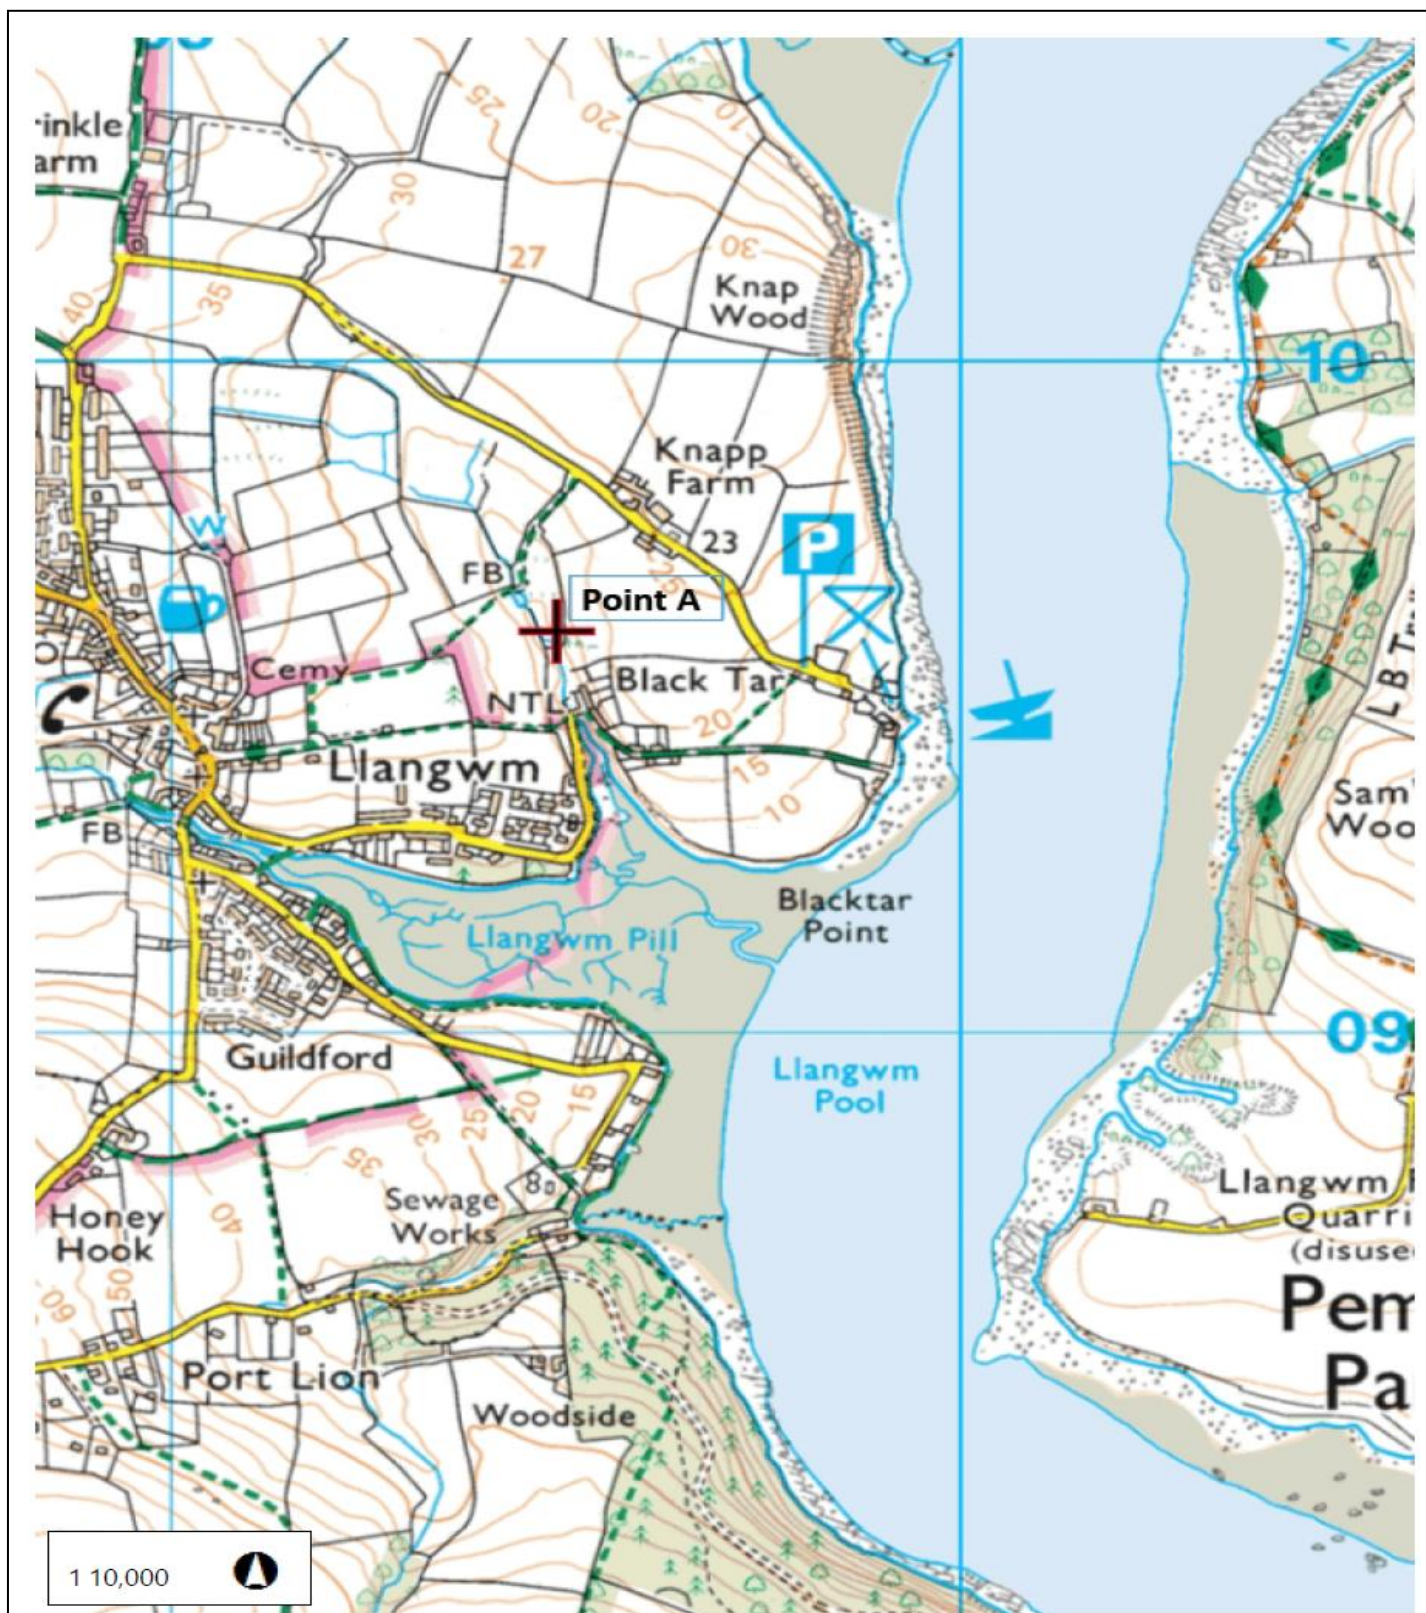 rinkle
arm
25
20
10
30
30
27
40
35
Knap
Wood
10
Knapp
Farm
23
W
FB
25
Point A
P
Cemy
NTL
Black Tar
20
15
10
Llangwm
LB
Sam'
Woo
FB
Blacktar
Point
Llangwm Pill
Guildford
09
Llangwm
Pool
15
20
25
30
35
40
50
60
8
Sewage
Works
Honey
Hook
Llangwm
Quarri
(disuse
Pem
Pa
Port Lion
Woodside
1 10,000